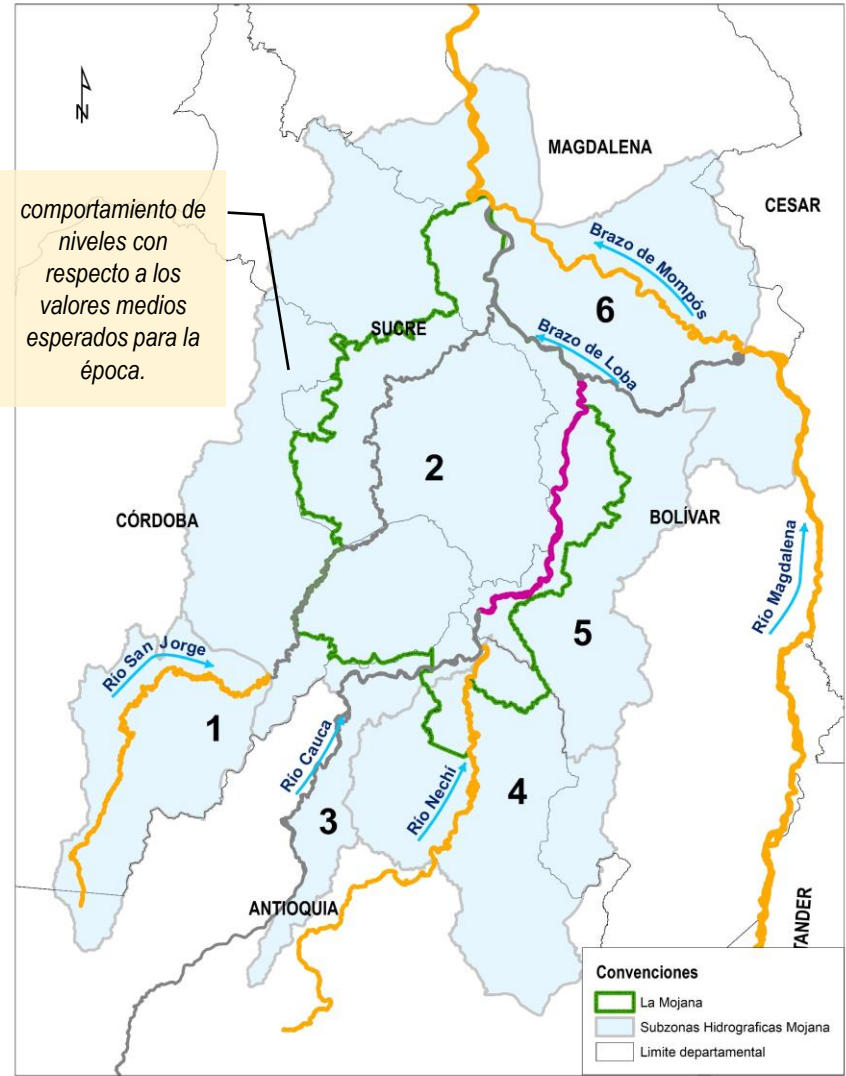 N
MAGDALENA
CESAR
comportamiento de
niveles con
respecto a los
valores medios
esperados para la
época.
Brazo de Mompós
6
SUCRE
Brazo de Loba
2
CÓRDOBA
BOLÍVAR
Río Magdalena
5
Río San Jorge
1
Río Cauca
Río Nechí
4
3
ANTIOQUIA
TANDER
Convenciones
La Mojana
Subzonas Hidrograficas Mojana
Limite departamental